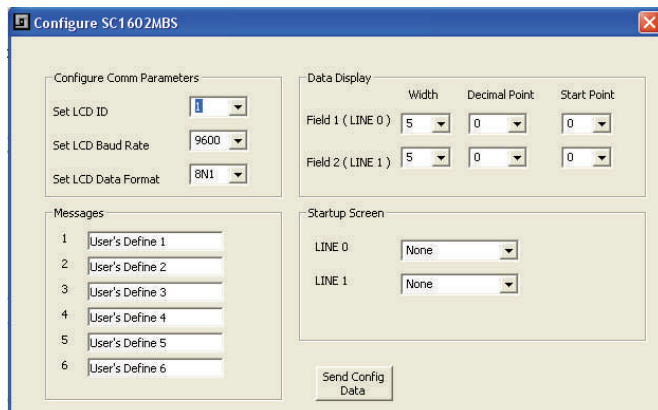 Configure SC1602MBS
Configure Comm Parameters
Set LCD ID 1
Set LCD Baud Rate 9600
Set LCD Data Format 8N1
Data Display
Width Decimal Point Start Point
Field 1 ( LINE 0 ) 5 0 0
Field 2 ( LINE 1 ) 5 0 0
Messages
1 User's Define 1
2 User's Define 2
3 User's Define 3
4 User's Define 4
5 User's Define 5
6 User's Define 6
Startup Screen
LINE 0 None
LINE 1 None
Send Config
Data